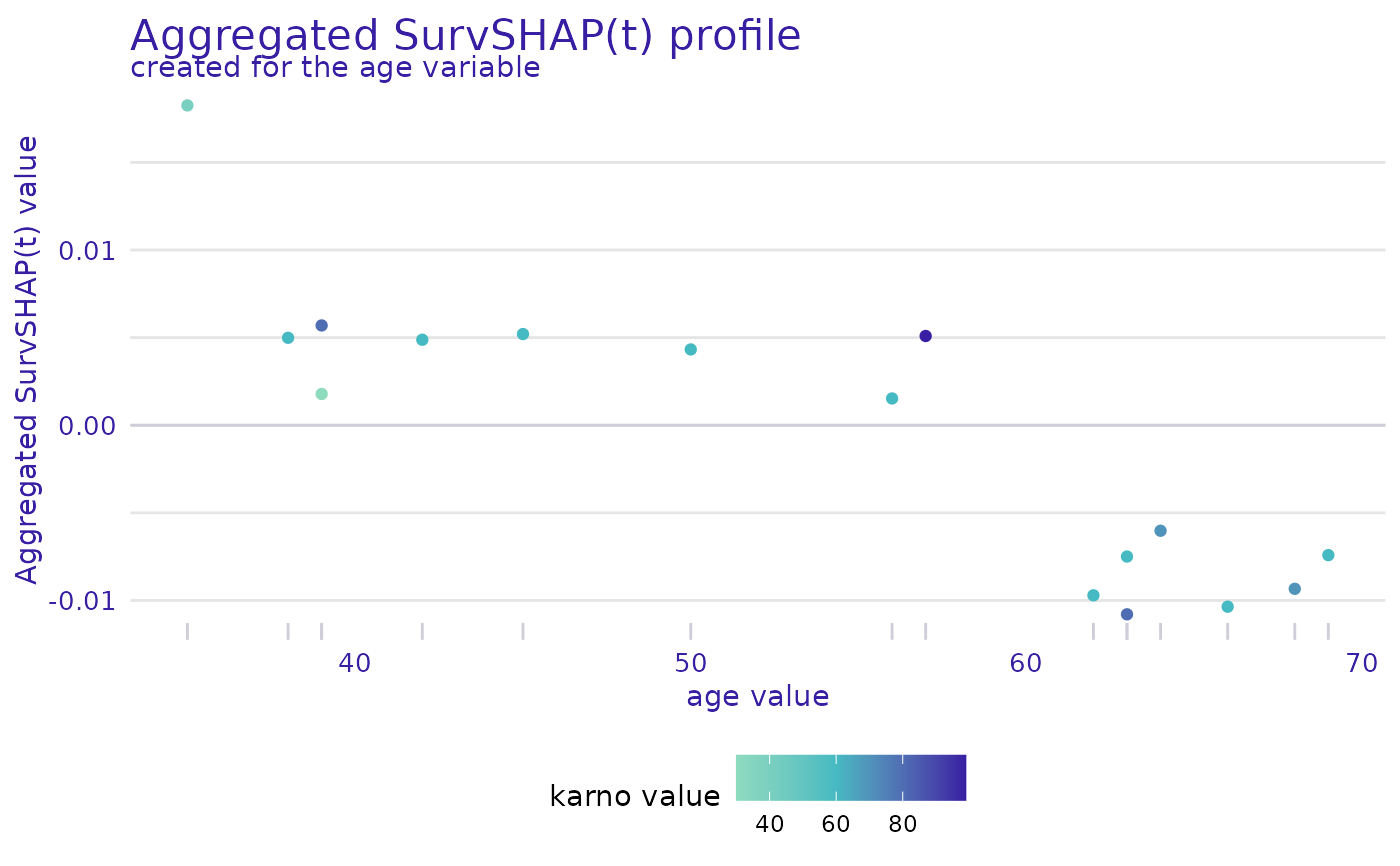 Aggregated SurvSHAP(t) profile
created for the age variable
Aggregated SurvSHAP(t) value
0.01
0.00
-0.01
40 50 60 70
age value
karno value
40 60 80